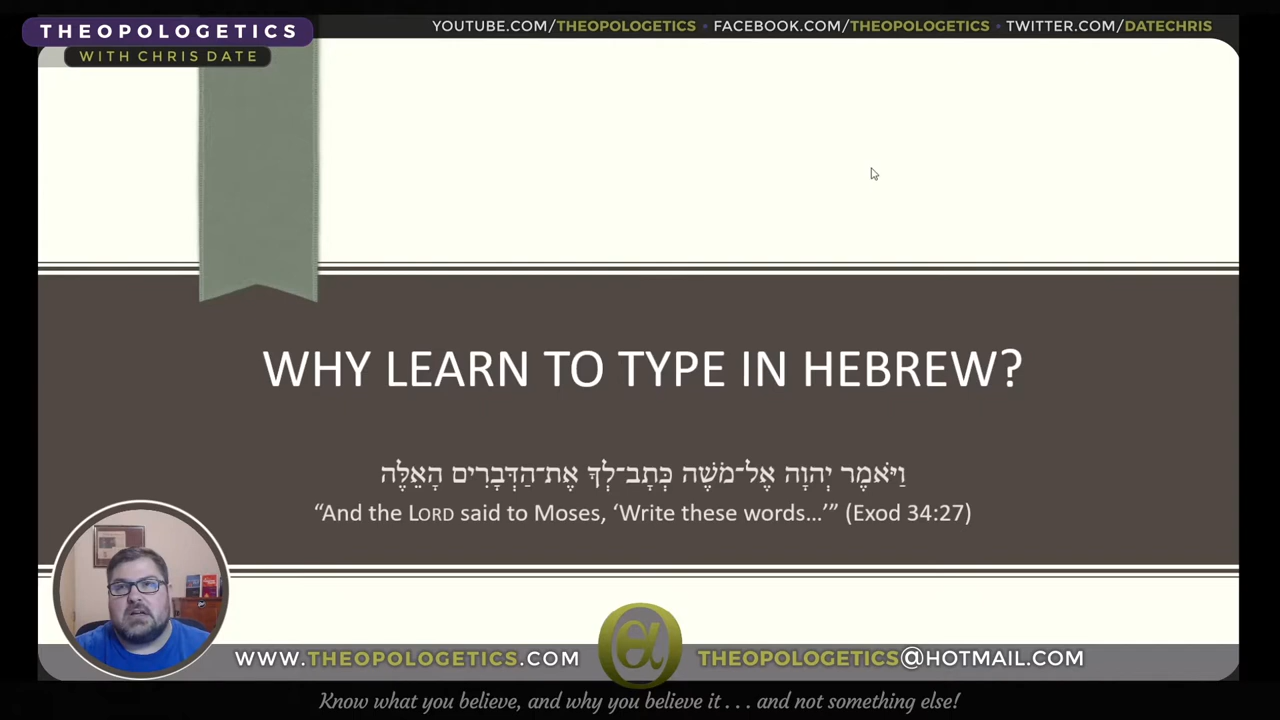 THEOPOLOGETICS
WITH CHRIS DATE
YOUTUBE.COM/THEOPOLOGETICS • FACEBOOK.COM/THEOPOLOGETICS • TWITTER.COM/DATECHRIS
WHY LEARN TO TYPE IN HEBREW?
וַיֹּאמֶר יְהוָה אֶל־מֹשֶׁה כְּתָב־לְךָ אֶת־הַדְּבָרִים הָאֵלֶּה
“And the LORD said to Moses, ‘Write these words…’” (Exod 34:27)
WWW.THEOPOLOGETICS.COM
THEOPOLOGETICS@HOTMAIL.COM
Know what you believe, and why you believe it . . . and not something else!